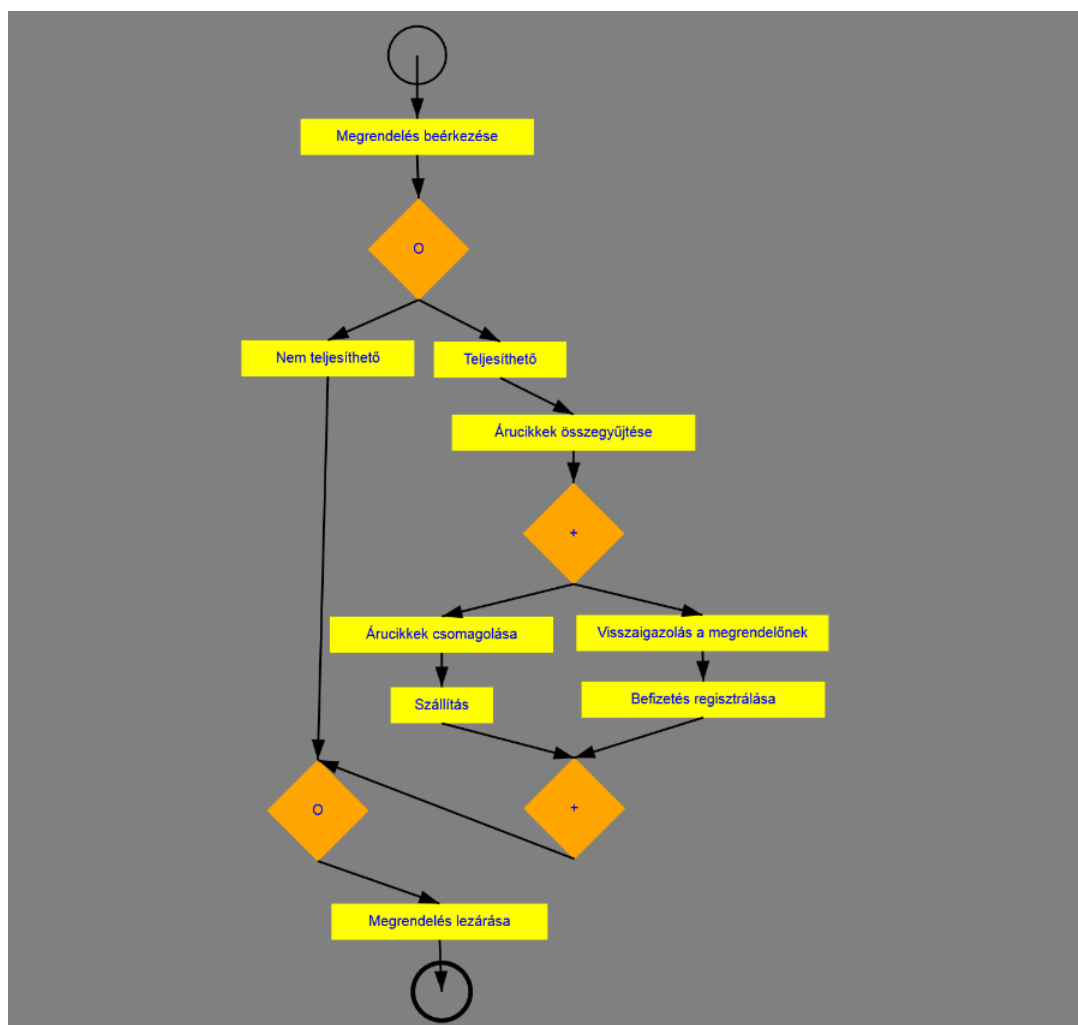 Megrendelés beérkezése
O
Nem teljesíthető
Teljesíthető
Árucikkek összegyűjtése
+
Árucikkek csomagolása
Visszaigazolás a megrendelőnek
Szállítás
Befizetés regisztrálása
O
+
Megrendelés lezárása